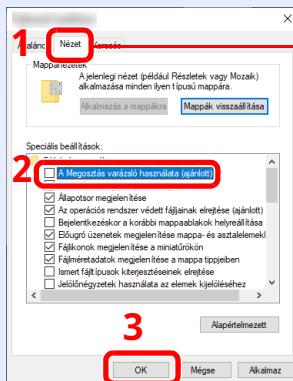 1
Nézet
Mappanézetek
A jelenlegi nézet (például Részletek vagy Mozaik)
alkalmazása minden ilyen típusú mappára.
Alkalmazás a mappákra
Mappák visszaállítása
Speciális beállítások:
2
A Megosztás varázsló használata (ajánlott)
Állapotsor megjelenítése
Az operációs rendszer védett fájljainak elrejtése (ajánlott)
Bejelentkezéskor a korábbi mappaablakok helyreállítá
Előugró üzenetek megjelenítése mappa- és asztalelemekl
Fájlikonok megjelenítése a miniatűrökön
Fájlméretadatok megjelenítése a mappa tippjeiben
Ismert fájltípusok kiterjesztéseinek elrejtése
Jelölőnégyzetek használata az elemek kijelöléséhez
Alapértelmezett
3
OK
Mégse
Alkalmaz